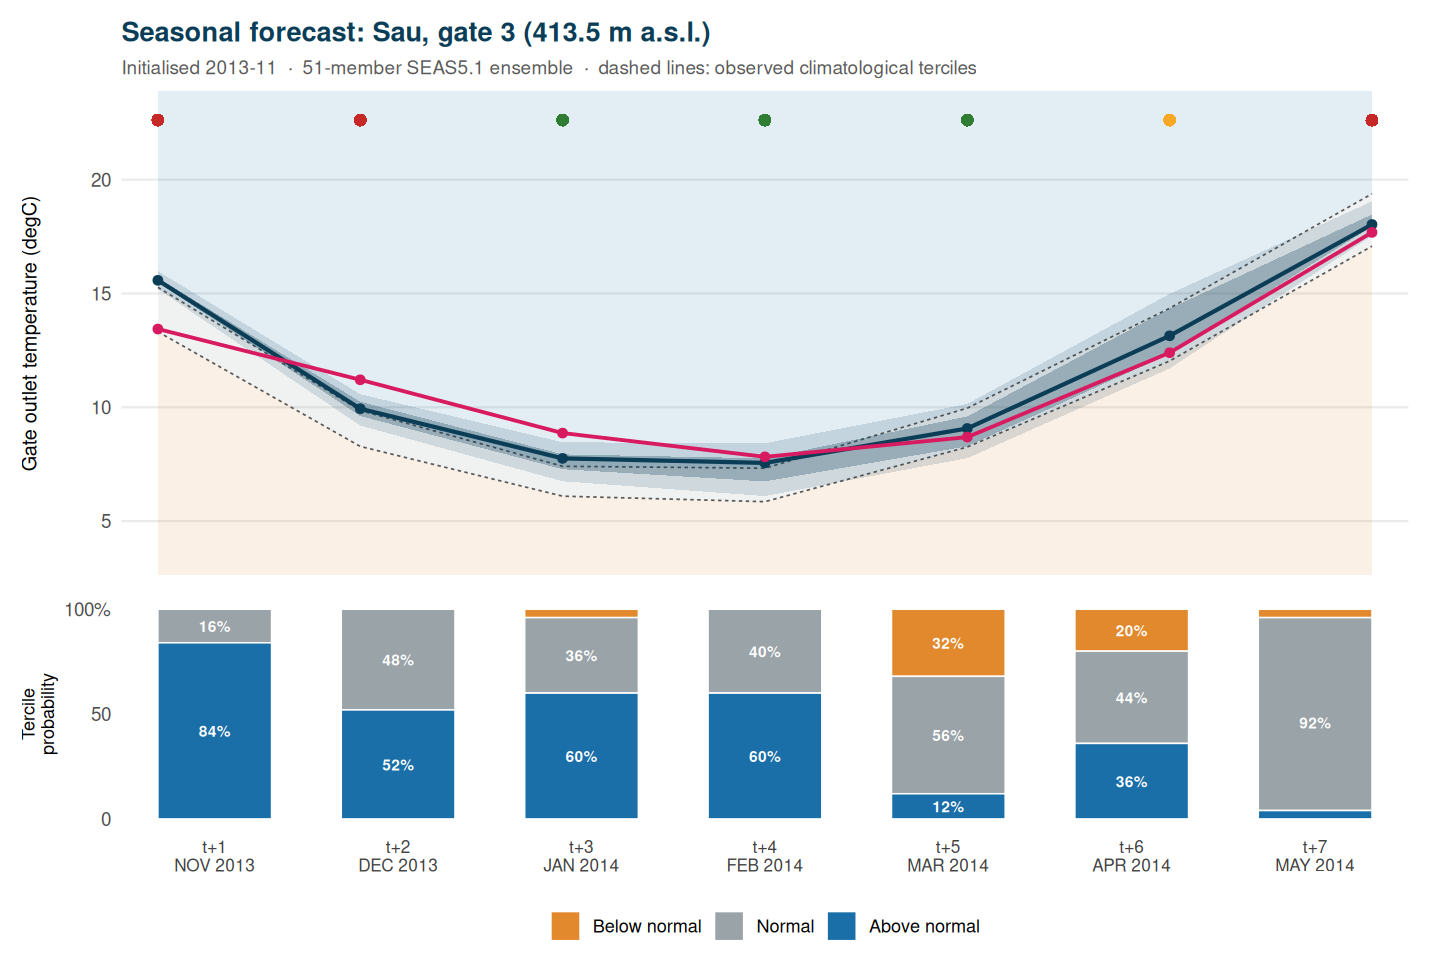 Seasonal forecast: Sau, gate 3 (413.5 m a.s.l.)
Initialised 2013-11 · 51-member SEAS5.1 ensemble · dashed lines: observed climatological terciles
Gate outlet temperature (degC)
20
15
10
5
Tercile
probability
100%
50
0
16%
84%
48%
52%
36%
60%
40%
60%
32%
56%
12%
20%
44%
36%
92%
t+1
NOV 2013
t+2
DEC 2013
t+3
JAN 2014
t+4
FEB 2014
t+5
MAR 2014
t+6
APR 2014
t+7
MAY 2014
Below normal
Normal
Above normal